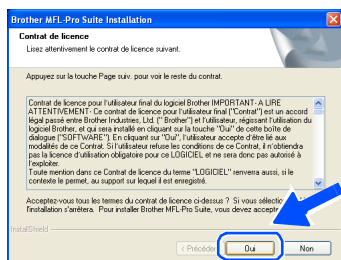 Brother MFL-Pro Suite Installation
Contrat de licence
Lisez attentivement le contrat de licence suivant.
Appuyez sur la touche Page suiv. pour voir le reste du contrat.
Contrat de licence pour l'utilisateur final du logiciel Brother IMPORTANT- A LIRE
ATTENTIVEMENT- Ce contrat de licence pour l'utilisateur final ("Contrat") est un accord
légal passé entre Brother Industries, Ltd. (" Brother") et l'utilisateur, régissant l'utilisation du
logiciel Brother, et qui sera installé en cliquant sur la touche "Oui" de cette boîte de
dialogue ("SOFTWARE"). En cliquant sur "Oui", l'utilisateur accepte d'être lié aux
modalités de ce Contrat. Si l'utilisateur refuse les conditions de ce Contrat, il n'obtiendra
pas la licence d'utilisation obligatoire pour ce LOGICIEL et ne sera donc pas autorisé à
l'exploiter.
Toute mention dans ce Contrat de licence du terme "LOGICIEL" renverra aussi, si le
contexte le permet, au support sur lequel il est enregistré.
Acceptez-vous tous les termes du contrat de licence ci-dessus ? Si vous
l'installation s'arrêtera. Pour installer Brother MFL-Pro Suite, vous devez
InstallShield
< Précédent
Oui
Non